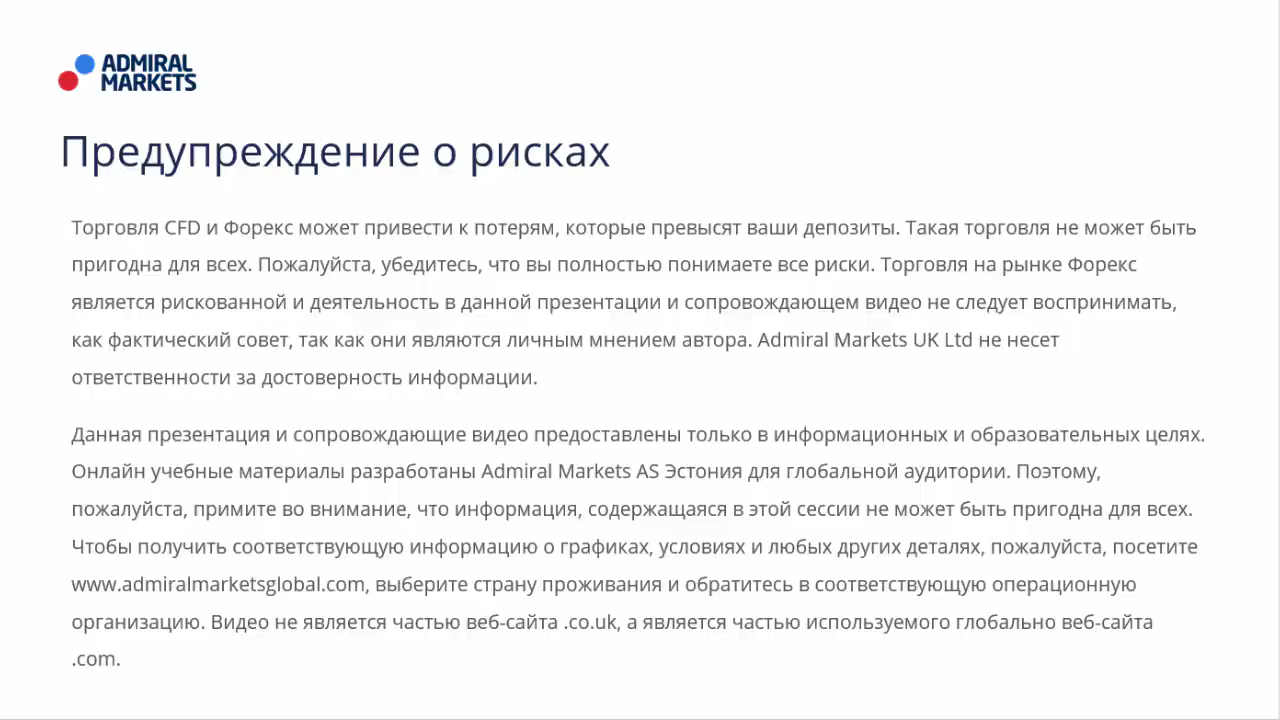 ADMIRAL
MARKETS
Предупреждение о рисках
Торговля CFD и Форекс может привести к потерям, которые превысят ваши депозиты. Такая торговля не может быть
пригодна для всех. Пожалуйста, убедитесь, что вы полностью понимаете все риски. Торговля на рынке Форекс
является рискованной и деятельность в данной презентации и сопровождающем видео не следует воспринимать,
как фактический совет, так как они являются личным мнением автора. Admiral Markets UK Ltd не несет
ответственности за достоверность информации.
Данная презентация и сопровождающие видео предоставлены только в информационных и образовательных целях.
Онлайн учебные материалы разработаны Admiral Markets AS Эстония для глобальной аудитории. Поэтому,
пожалуйста, примите во внимание, что информация, содержащаяся в этой сессии не может быть пригодна для всех.
Чтобы получить соответствующую информацию о графиках, условиях и любых других деталях, пожалуйста, посетите
www.admiralmarketsglobal.com, выберите страну проживания и обратитесь в соответствующую операционную
организацию. Видео не является частью веб-сайта .co.uk, а является частью используемого глобально веб-сайта
.com.